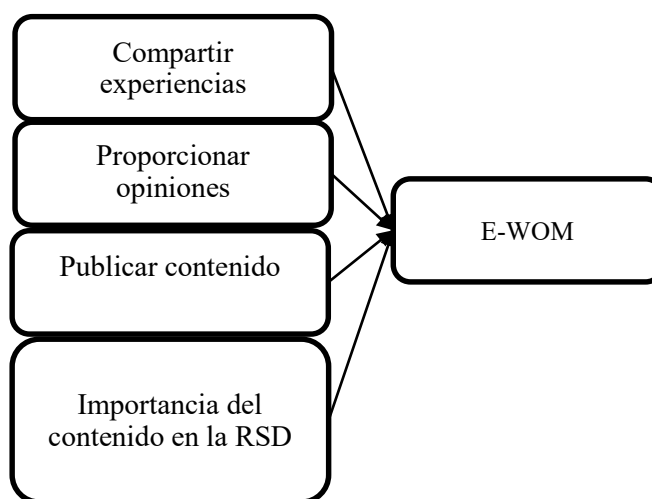 Compartir
experiencias
Proporcionar
opiniones
Publicar contenido
Importancia del
contenido en la RSD
E-WOM